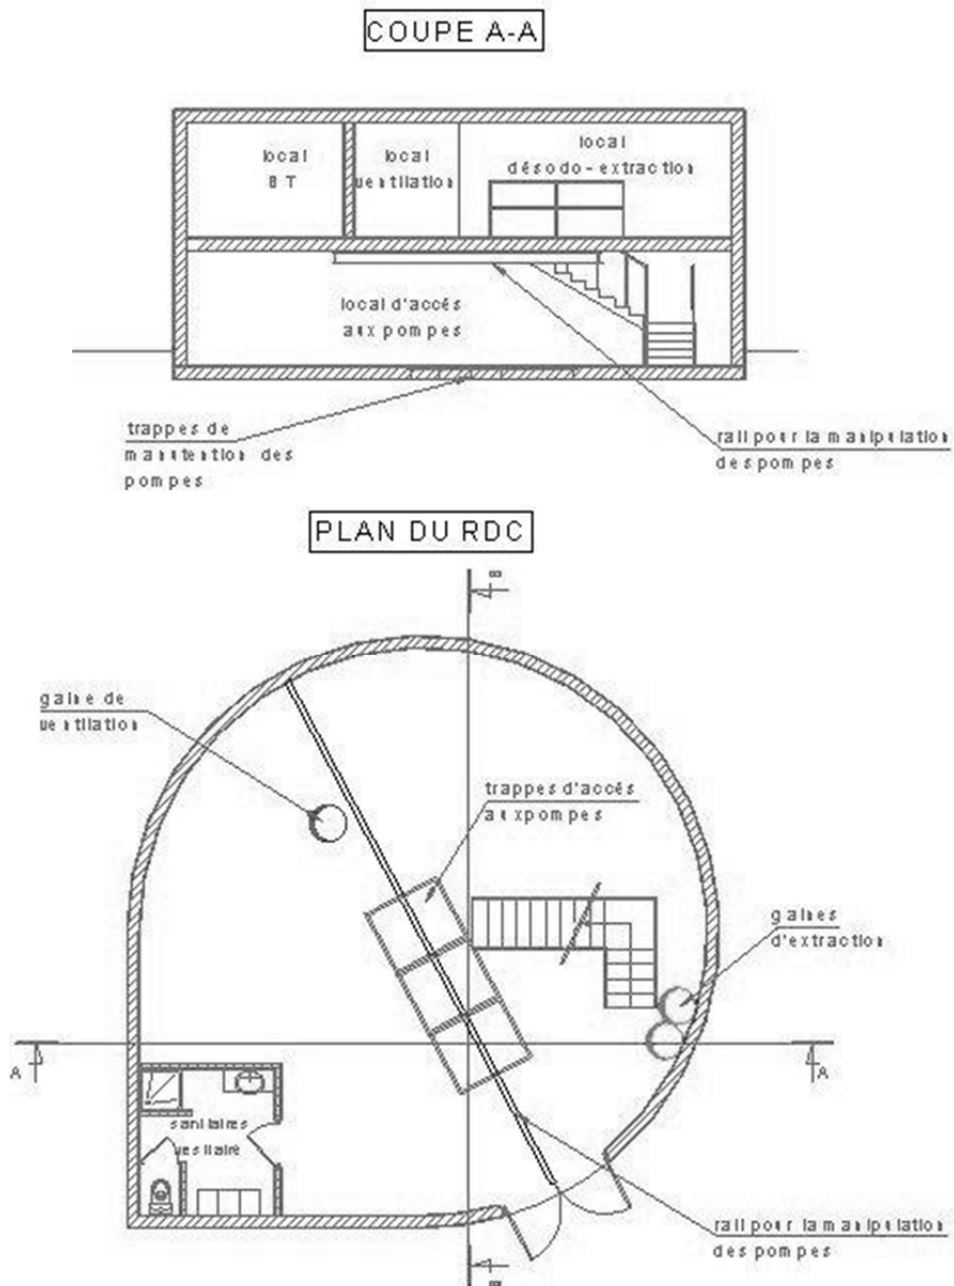 COUPE A-A
local
BT
local
ventilation
local
désodo-extraction
local d'accés
aux pompes
trappes de
manutention des
pompes
rail pour la manipulation
des pompes
PLAN DU RDC
B
gaine de
ventilation
trappes d'accés
aux pompes
gaines
d'extraction
A
A
sanitaires
vestiaire
rail pour la manipulation
des pompes
B